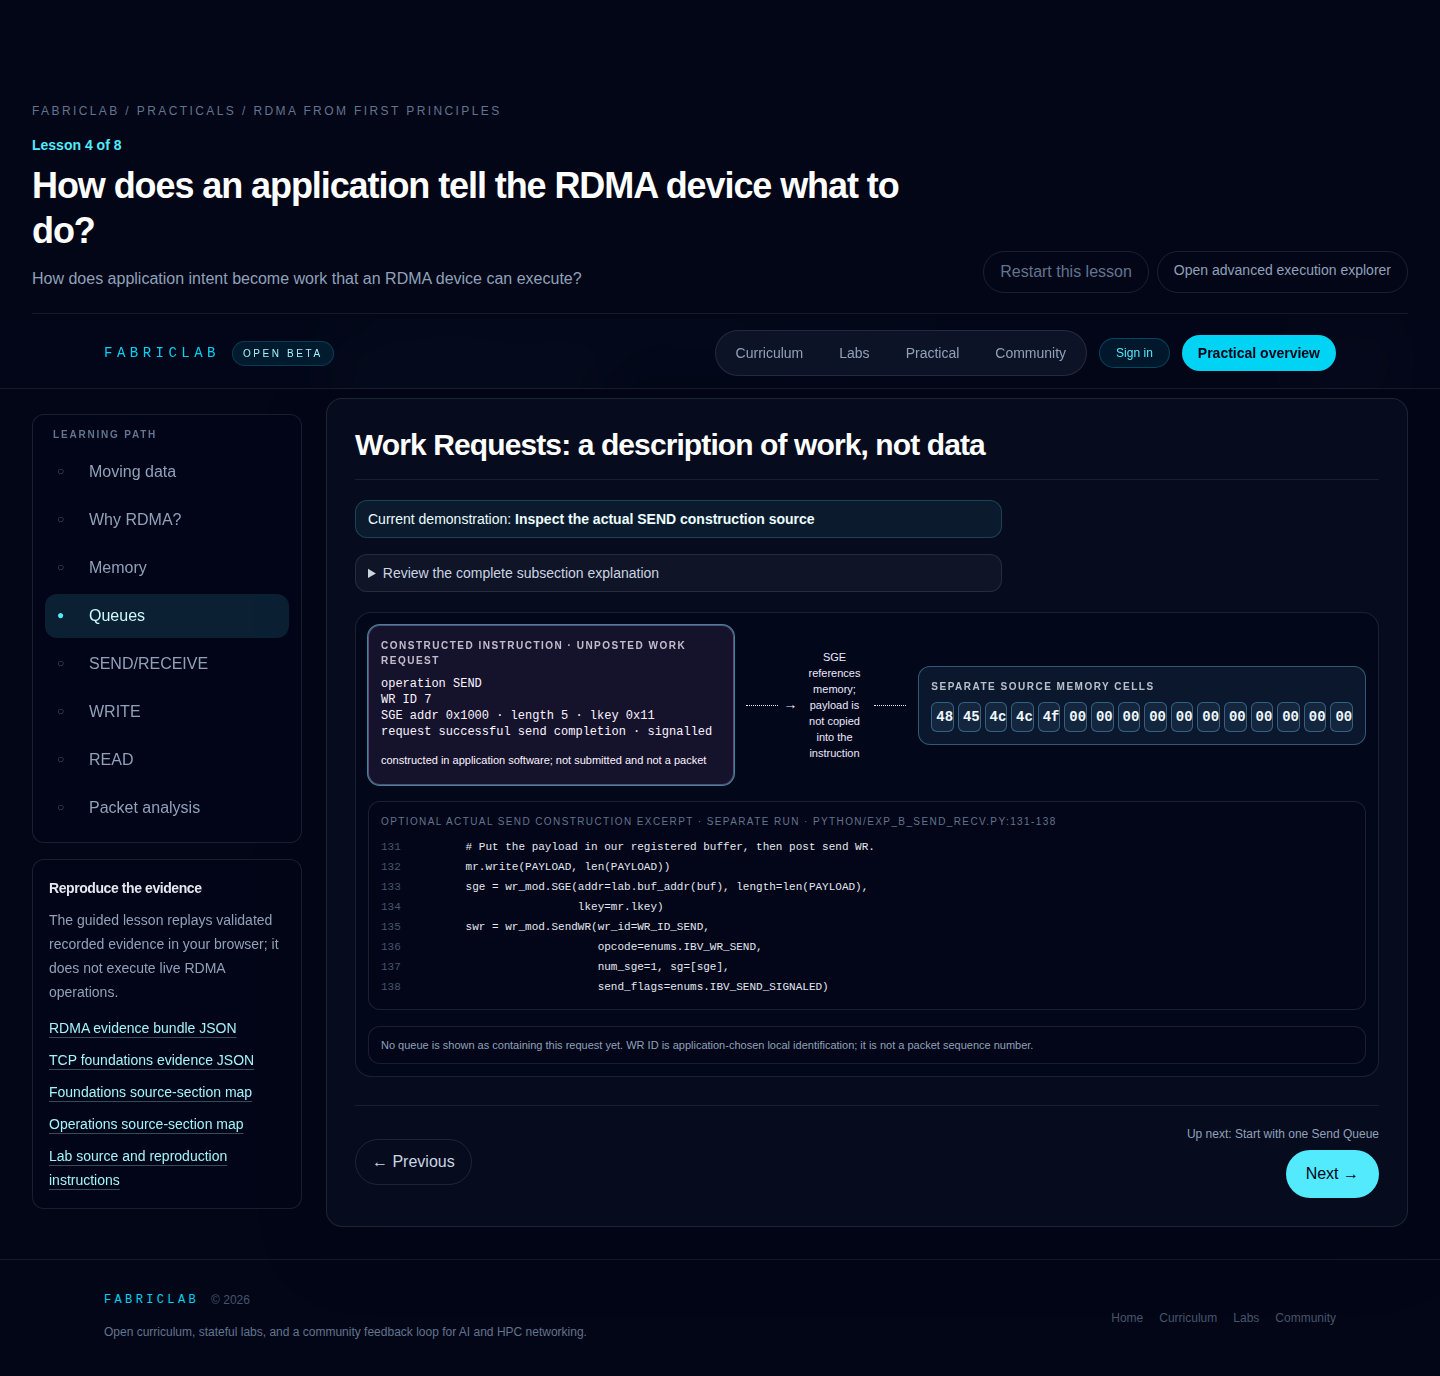 FABRICLAB / PRACTICALS / RDMA FROM FIRST PRINCIPLES
Lesson 4 of 8
How does an application tell the RDMA device what to
do?
How does application intent become work that an RDMA device can execute?
Restart this lesson
Open advanced execution explorer
FABRICLAB
OPEN BETA
Curriculum
Labs
Practical
Community
Sign in
Practical overview
LEARNING PATH
Moving data
Why RDMA?
Memory
Queues
SEND/RECEIVE
WRITE
READ
Packet analysis
Reproduce the evidence
The guided lesson replays validated
recorded evidence in your browser; it
does not execute live RDMA
operations.
RDMA evidence bundle JSON
TCP foundations evidence JSON
Foundations source-section map
Operations source-section map
Lab source and reproduction
instructions
Work Requests: a description of work, not data
Current demonstration: Inspect the actual SEND construction source
▶ Review the complete subsection explanation
CONSTRUCTED INSTRUCTION · UNPOSTED WORK
REQUEST
operation SEND
WR ID 7
SGE addr 0x1000 · length 5 · lkey 0x11
request successful send completion · signalled
constructed in application software; not submitted and not a packet
→
SGE
references
memory;
payload is
not copied
into the
instruction
SEPARATE SOURCE MEMORY CELLS
48 45 4c 4c 4f 00 00 00 00 00 00 00 00 00 00 00
OPTIONAL ACTUAL SEND CONSTRUCTION EXCERPT · SEPARATE RUN · PYTHON/EXP_B_SEND_RECV.PY:131-138
131 # Put the payload in our registered buffer, then post send WR.
132 mr.write(PAYLOAD, len(PAYLOAD))
133 sge = wr_mod.SGE(addr=lab.buf_addr(buf), length=len(PAYLOAD),
134 lkey=mr.lkey)
135 swr = wr_mod.SendWR(wr_id=WR_ID_SEND,
136 opcode=enums.IBV_WR_SEND,
137 num_sge=1, sg=[sge],
138 send_flags=enums.IBV_SEND_SIGNALED)
No queue is shown as containing this request yet. WR ID is application-chosen local identification; it is not a packet sequence number.
← Previous
Up next: Start with one Send Queue
Next →
FABRICLAB © 2026
Open curriculum, stateful labs, and a community feedback loop for AI and HPC networking.
Home
Curriculum
Labs
Community